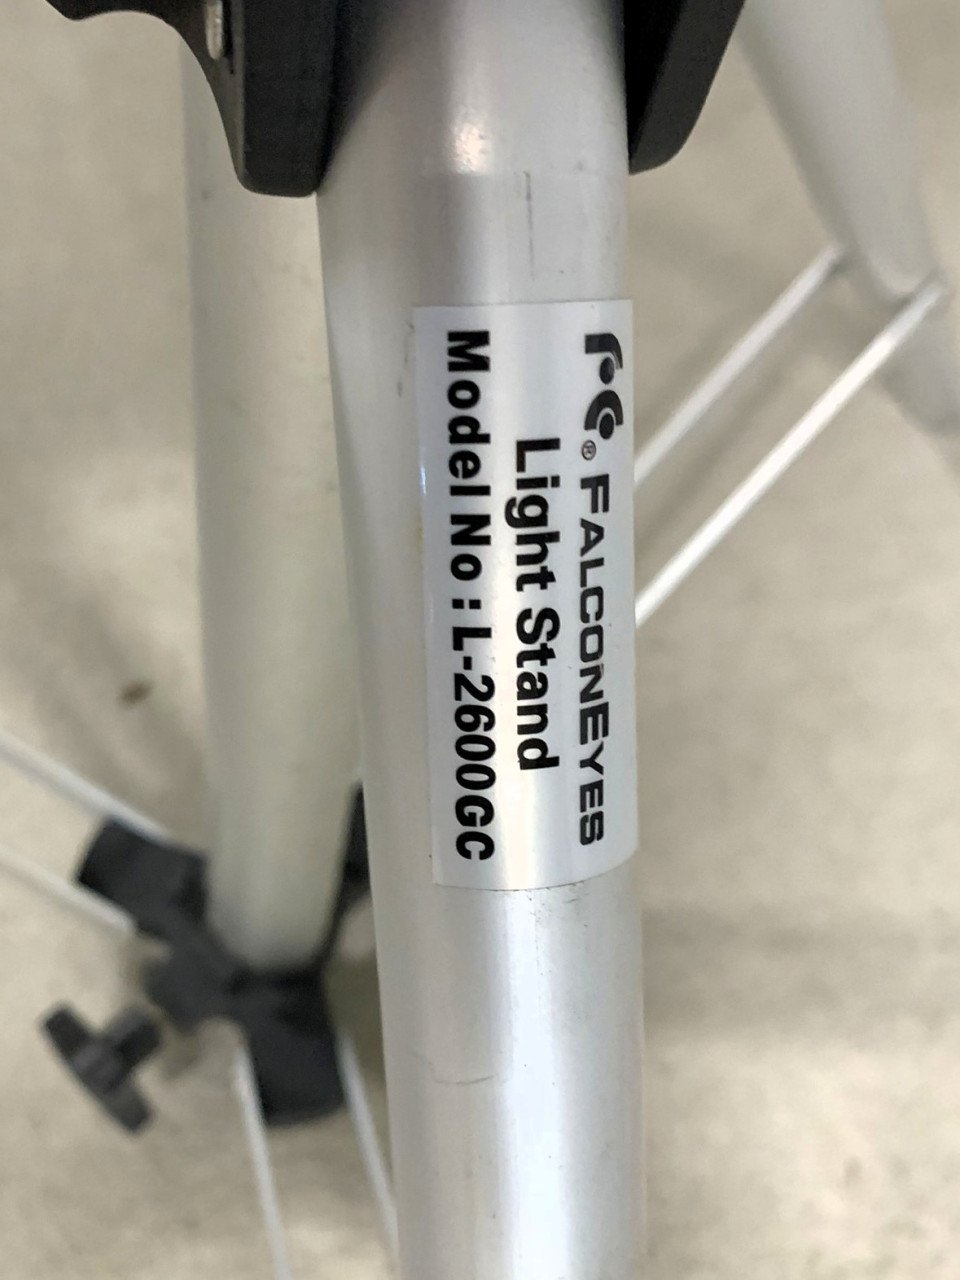 ® FALCONEYES
Light Stand
Model No : L-2600GC